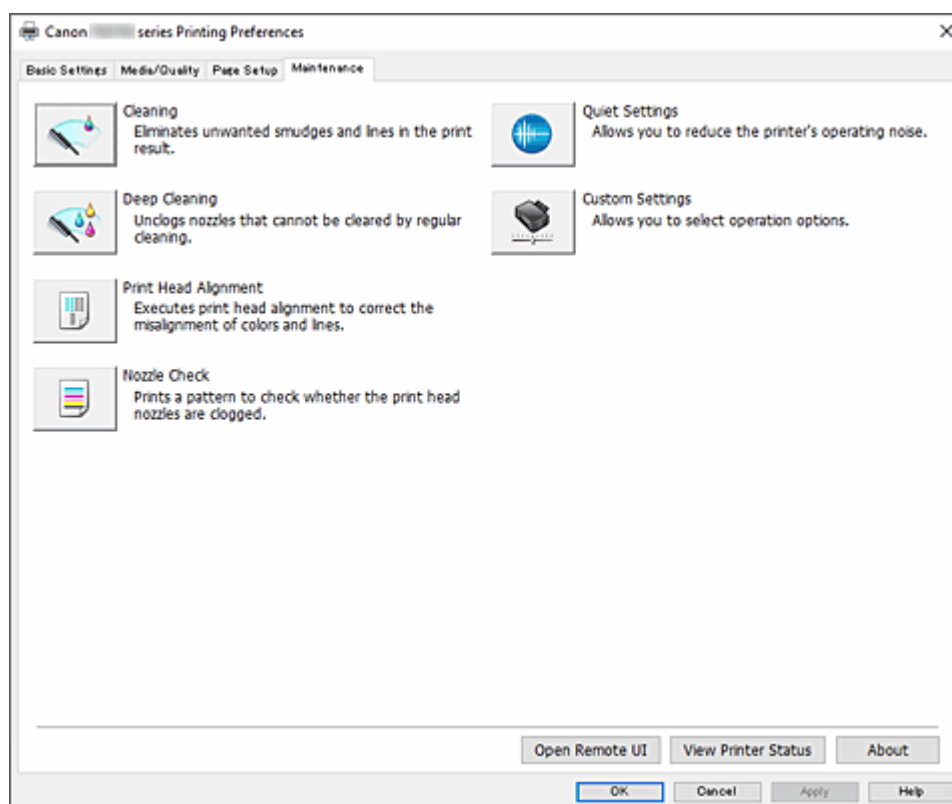 Canon series Printing Preferences
Basic Settings Media/Quality Page Setup Maintenance
Cleaning
Eliminates unwanted smudges and lines in the print
result.
Deep Cleaning
Unclogs nozzles that cannot be cleared by regular
cleaning.
Print Head Alignment
Executes print head alignment to correct the
misalignment of colors and lines.
Nozzle Check
Prints a pattern to check whether the print head
nozzles are clogged.
Quiet Settings
Allows you to reduce the printer's operating noise.
Custom Settings
Allows you to select operation options.
Open Remote UI View Printer Status About
OK Cancel Apply Help